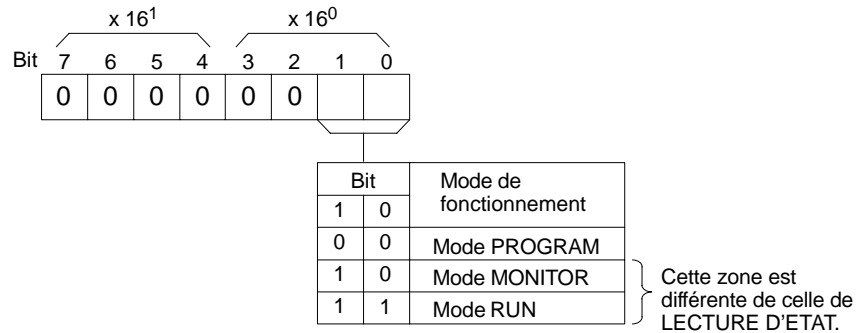 x 16¹ x 16⁰
Bit 7 6 5 4 3 2 1 0
0 0 0 0 0 0
Bit Mode de
fonctionnement
1 0
0 0 Mode PROGRAM
1 0 Mode MONITOR
1 1 Mode RUN
Cette zone est
différente de celle de
LECTURE D'ETAT.